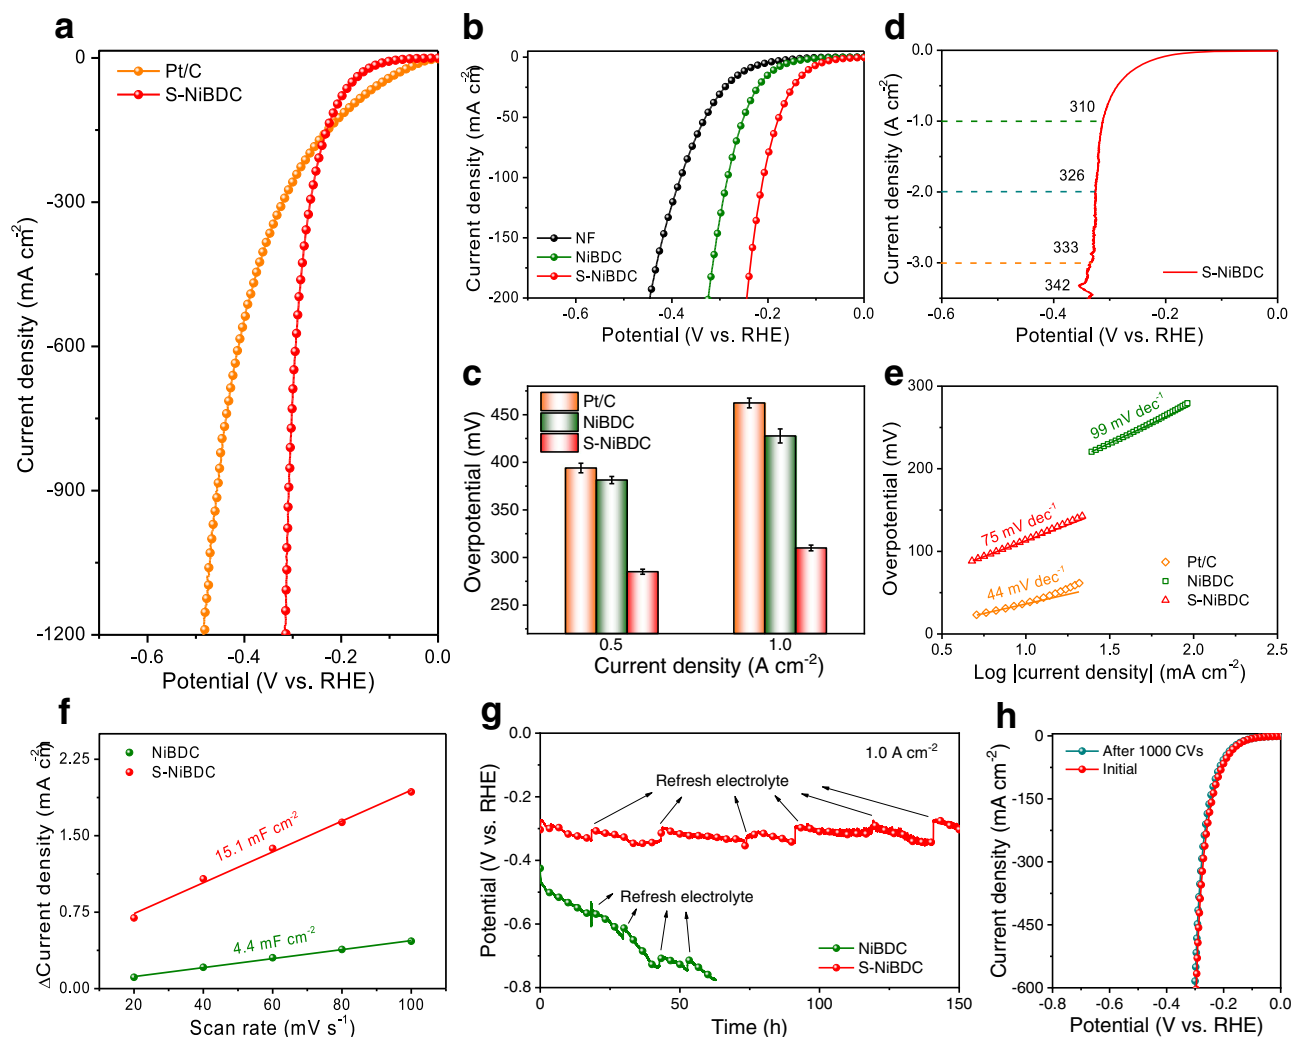 a
Pt/C
S-NiBDC
0
-300
-600
-900
-1200
-0.6
-0.4
-0.2
0.0
Current density (mA cm-2)
Potential (V vs. RHE)
b
0
-50
-100
-150
-200
NF
NiBDC
S-NiBDC
-0.6
-0.4
-0.2
0.0
Current density (mA cm-2)
Potential (V vs. RHE)
d
0.0
-1.0
-2.0
-3.0
310
326
333
342
S-NiBDC
-0.6
-0.4
-0.2
0.0
Current density (A cm-2)
Potential (V vs. RHE)
c
Pt/C
NiBDC
S-NiBDC
450
400
350
300
250
0.5
1.0
Overpotential (mV)
Current density (A cm-2)
e
300
200
100
0
99 mV dec-1
75 mV dec-1
44 mV dec-1
Pt/C
NiBDC
S-NiBDC
0.5
1.0
1.5
2.0
2.5
Overpotential (mV)
Log |current density| (mA cm-2)
f
NiBDC
S-NiBDC
2.25
1.50
0.75
0.00
15.1 mF cm-2
4.4 mF cm-2
20
40
60
80
100
ΔCurrent density (mA cm-2)
Scan rate (mV s-1)
g
0.0
-0.2
-0.4
-0.6
-0.8
1.0 A cm-2
Refresh electrolyte
Refresh electrolyte
NiBDC
S-NiBDC
0
50
100
150
Potential (V vs. RHE)
Time (h)
h
After 1000 CVs
Initial
0
-150
-300
-450
-600
-0.8
-0.6
-0.4
-0.2
0.0
Current density (mA cm-2)
Potential (V vs. RHE)